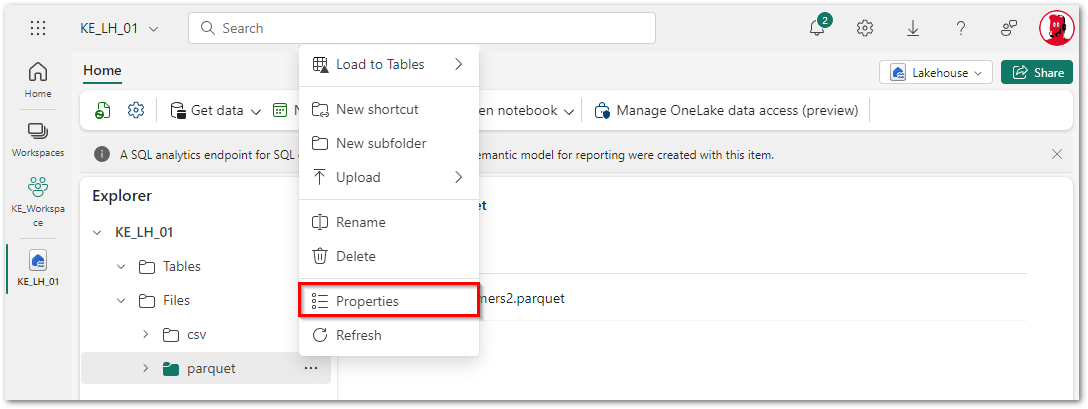 KE_LH_01
Search
2
Home
Lakehouse
Share
Get data
N
en notebook
Manage OneLake data access (preview)
A SQL analytics endpoint for SQL
emantic model for reporting were created with this item.
Home
Workspaces
KE_Workspa
ce
KE_LH_01
Explorer
KE_LH_01
Tables
Files
csv
parquet
...
Load to Tables
New shortcut
New subfolder
Upload
Rename
Delete
Properties
Refresh
et
mers2.parquet